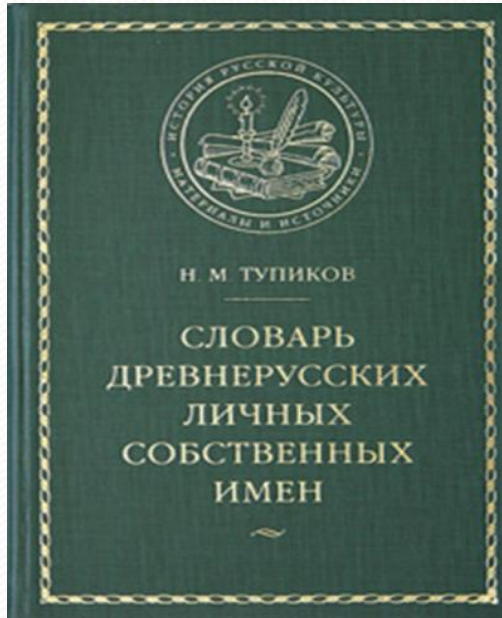 ИСТОРИЯ РУССКОЙ КУЛЬТУРЫ
МАТЕРИАЛЫ И ИСТОЧНИКИ
Н. М. ТУПИКОВ
СЛОВАРЬ
ДРЕВНЕРУССКИХ
ЛИЧНЫХ
СОБСТВЕННЫХ
ИМЕН